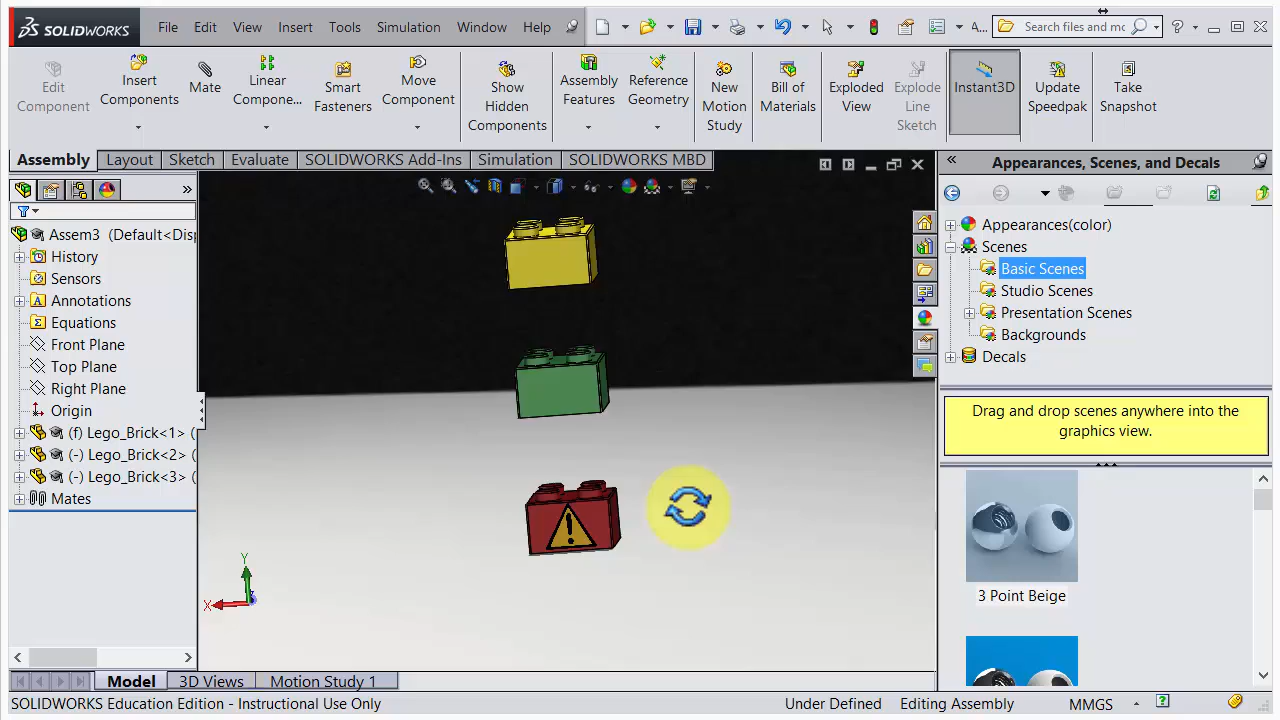 SOLIDWORKS File Edit View Insert Tools Simulation Window Help A... Search files and mc
Edit Component
Insert Components
Mate
Linear Compone...
Smart Fasteners
Move Component
Show Hidden Components
Assembly Features
Reference Geometry
New Motion Study
Bill of Materials
Exploded View
Explode Line Sketch
Instant3D
Update Speedpak
Take Snapshot
Assembly Layout Sketch Evaluate SOLIDWORKS Add-Ins Simulation SOLIDWORKS MBD
Assem3 (Default<Disp
History
Sensors
Annotations
Equations
Front Plane
Top Plane
Right Plane
Origin
(f) Lego_Brick<1> (
(-) Lego_Brick<2> (
(-) Lego_Brick<3> (
Mates
Y
X
Appearances, Scenes, and Decals
Appearances(color)
Scenes
Basic Scenes
Studio Scenes
Presentation Scenes
Backgrounds
Decals
Drag and drop scenes anywhere into the
graphics view.
3 Point Beige
Model 3D Views Motion Study 1
SOLIDWORKS Education Edition - Instructional Use Only Under Defined Editing Assembly MMGS